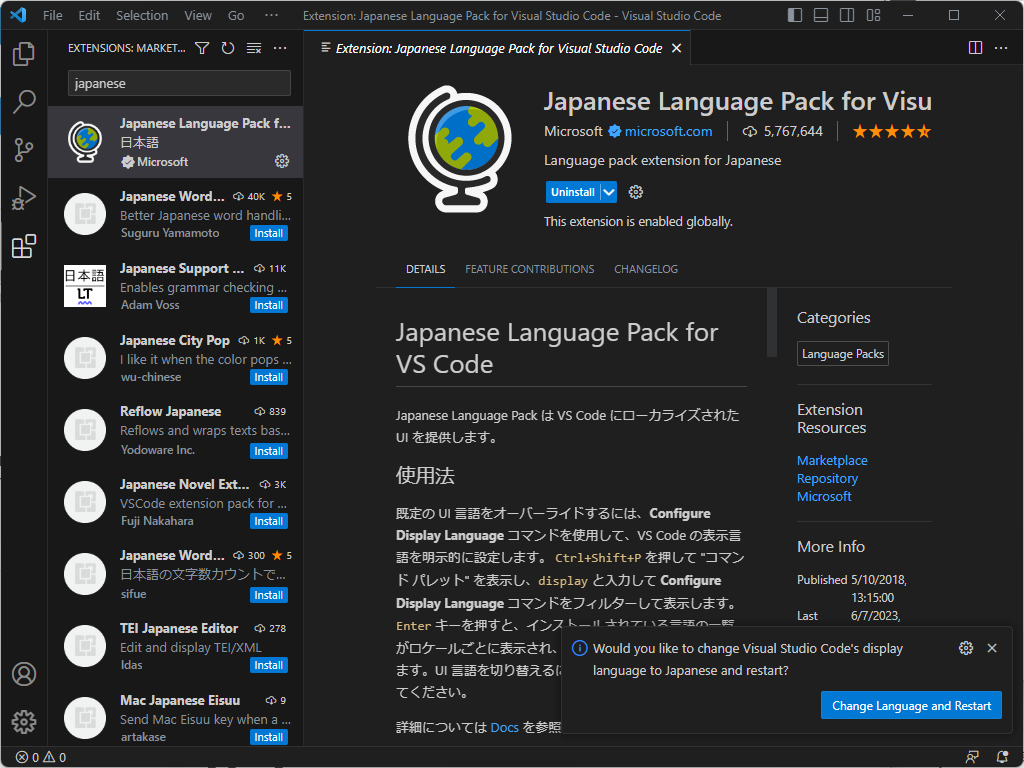 File Edit Selection View Go ··· Extension: Japanese Language Pack for Visual Studio Code - Visual Studio Code
EXTENSIONS: MARKET...
japanese
Japanese Language Pack f...
日本語
Microsoft
Japanese Word... 40K ★ 5
Better Japanese word handli...
Suguru Yamamoto Install
日本語
LT
Japanese Support ... 11K
Enables grammar checking ...
Adam Voss Install
Japanese City Pop 1K ★ 5
I like it when the color pops ...
wu-chinese Install
Reflow Japanese 839
Reflows and wraps texts bas...
Yodoware Inc. Install
Japanese Novel Ext... 3K
VSCode extension pack for ...
Fuji Nakahara Install
Japanese Word... 300 ★ 5
日本語の文字数カウントで...
sifue Install
TEI Japanese Editor 278
Edit and display TEI/XML
ldas Install
Mac Japanese Eisuu 9
Send Mac Eisuu key when a ...
artakase Install
Extension: Japanese Language Pack for Visual Studio Code
Japanese Language Pack for Visu
Microsoft microsoft.com 5,767,644
Language pack extension for Japanese
Uninstall
This extension is enabled globally.
DETAILS FEATURE CONTRIBUTIONS CHANGELOG
Japanese Language Pack for
VS Code
Japanese Language Pack は VS Code にローカライズされた
UI を提供します。
使用法
既定の UI 言語をオーバーライドするには、Configure
Display Language コマンドを使用して、VS Code の表示言
語を明示的に設定します。 Ctrl+Shift+P を押して "コマン
ド パレット" を表示し、display と入力して Configure
Display Language コマンドをフィルターして表示します。
Enter キーを押すと、インストールされている言語の一覧
がロケールごとに表示され、
ます。UI 言語を切り替えるに
てください。
詳細については Docs を参照
Categories
Language Packs
Extension
Resources
Marketplace
Repository
Microsoft
More Info
Published 5/10/2018,
13:15:00
Last 6/7/2023,
Would you like to change Visual Studio Code's display
language to Japanese and restart?
Change Language and Restart
0 0